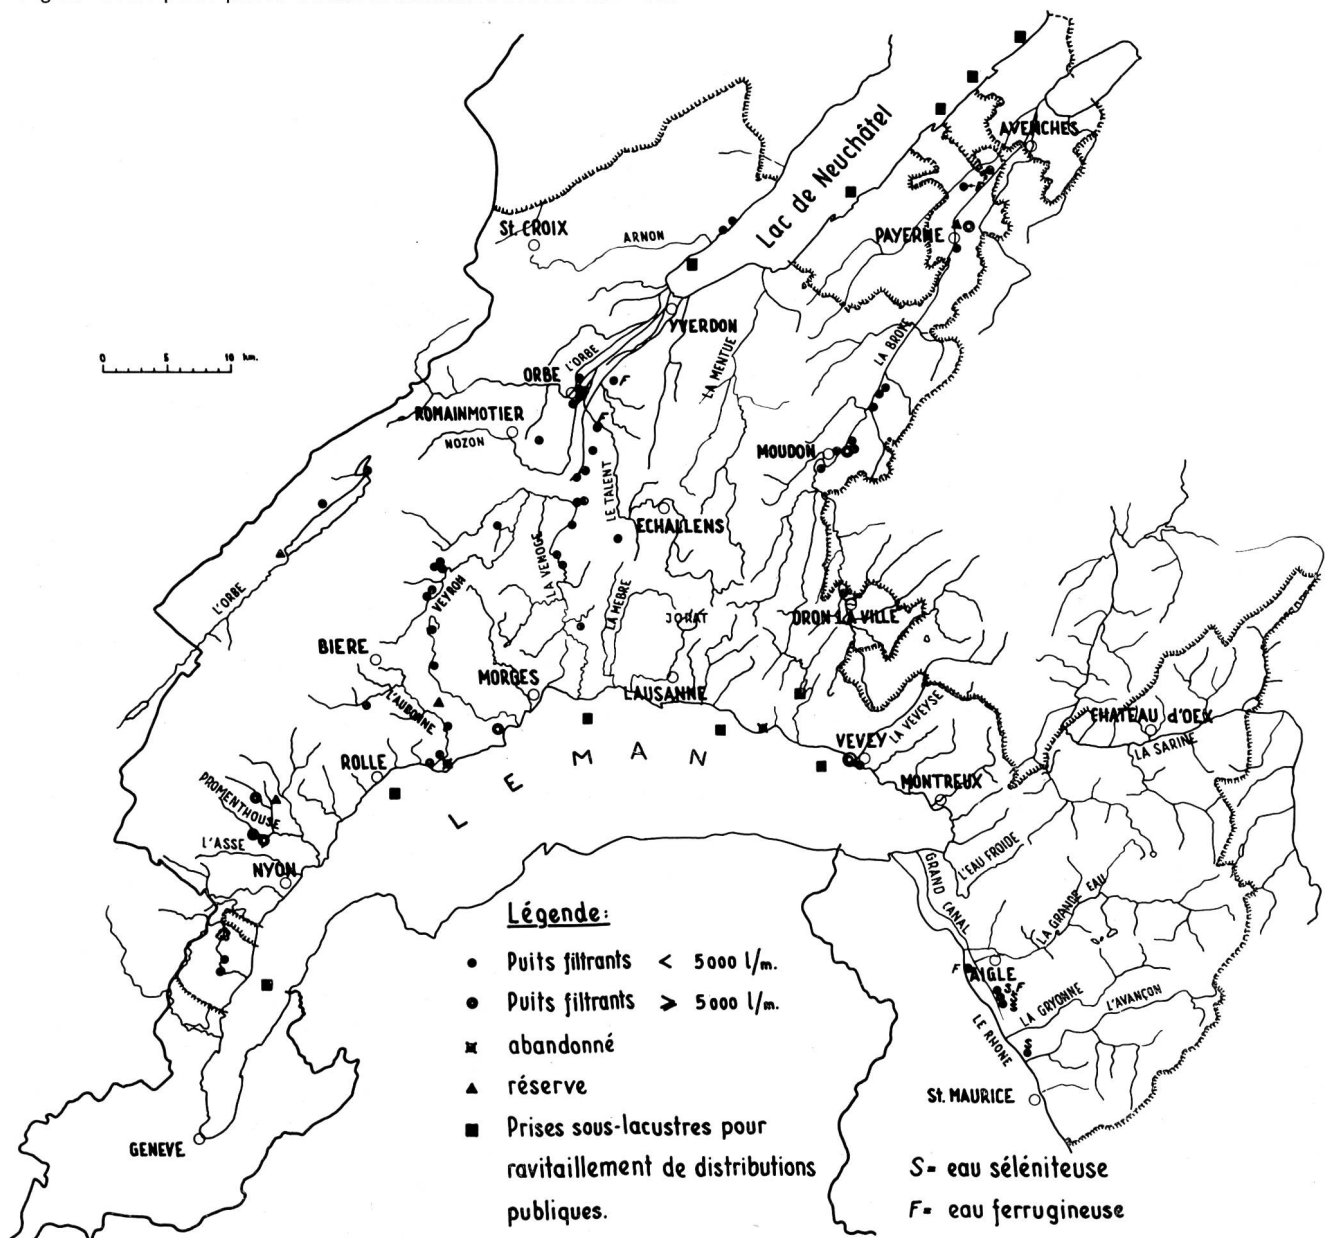 Lac de Neuchâtel
AVENCHES
F
St. CROIX
ARNON
PAYERNE
YVERDON
LA MENTUE
LA BROYE
0 5 10 km.
L'ORBE
ORBE
F
ROMAINMOTIER
F
NOZON
MOUDON
LE TALENT
ECHALLENS
LA VENOGE
L'ORBE
VEYRON
LA MEBRE
JORAT
ORON LA VILLE
BIERE
MORGES
LAUSANNE
L'AUBONNE
CHATEAU d'OEX
LA VEVEYSE
LA SARINE
VEVEY
ROLLE
MONTREUX
PROMENTHOUSE
L E M A N
L'ASSE
NYON
L'EAU FROIDE
GRAND CANAL
LA GRANDE EAU
F
AIGLE
S F
S
LA GRYONNE
L'AVANÇON
LE RHONE
S
St. MAURICE
GENEVE
Légende:
Puits filtrants < 5000 l/m.
Puits filtrants ⩾ 5000 l/m.
abandonné
réserve
Prises sous-lacustres pour
ravitaillement de distributions
publiques.
S= eau séléniteuse
F= eau ferrugineuse